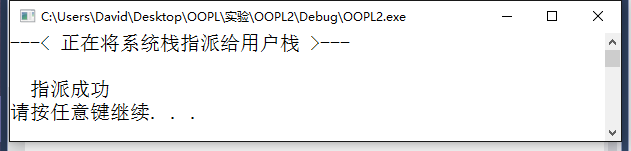 C:\Users\David\Desktop\OOPL\实验\OOPL2\Debug\OOPL2.exe
---< 正在将系统栈指派给用户栈 >---
指派成功
请按任意键继续. . .